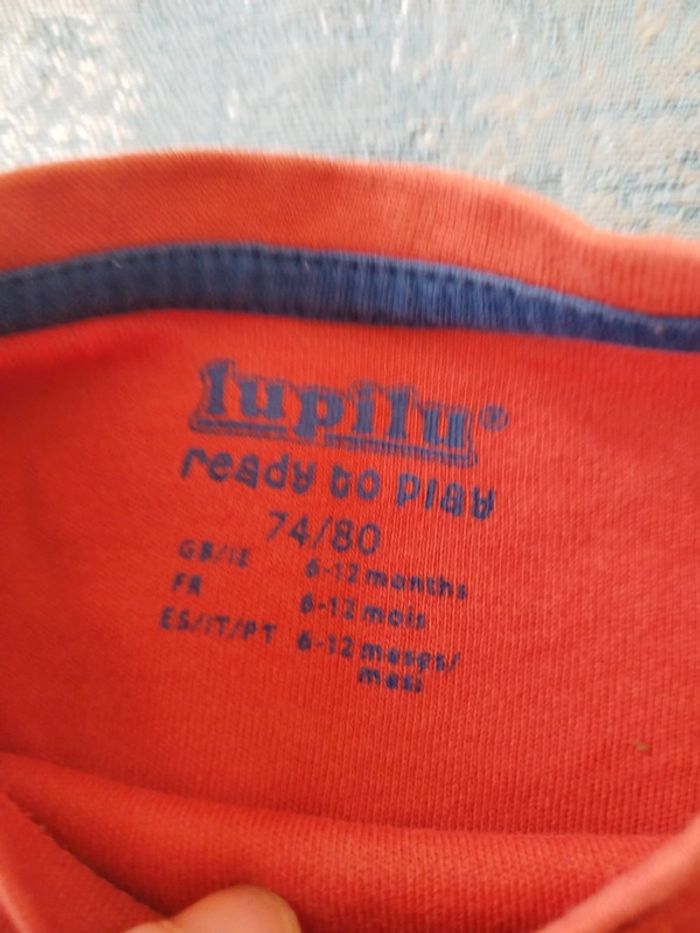 lupilu®
ready to play
74/80
GB/IE 6-12 months
FR 6-12 mois
ES/IT/PT 6-12 meses/
mesi